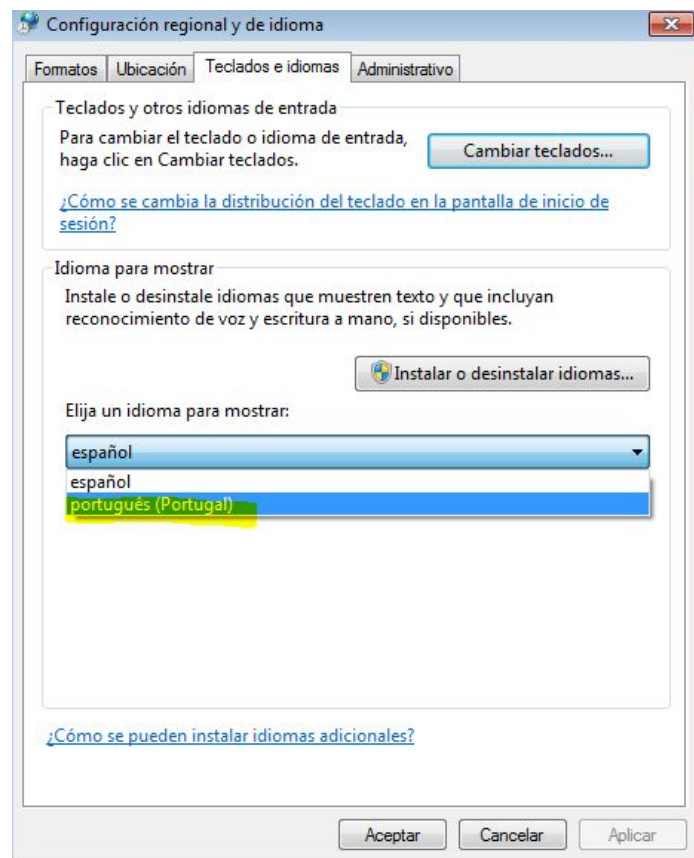 Configuración regional y de idioma
Formatos Ubicación Teclados e idiomas Administrativo
Teclados y otros idiomas de entrada
Para cambiar el teclado o idioma de entrada,
haga clic en Cambiar teclados.
Cambiar teclados...
¿Cómo se cambia la distribución del teclado en la pantalla de inicio de
sesión?
Idioma para mostrar
Instale o desinstale idiomas que muestren texto y que incluyan
reconocimiento de voz y escritura a mano, si disponibles.
Instalar o desinstalar idiomas...
Elija un idioma para mostrar:
español
español
português (Portugal)
¿Cómo se pueden instalar idiomas adicionales?
Aceptar Cancelar Aplicar